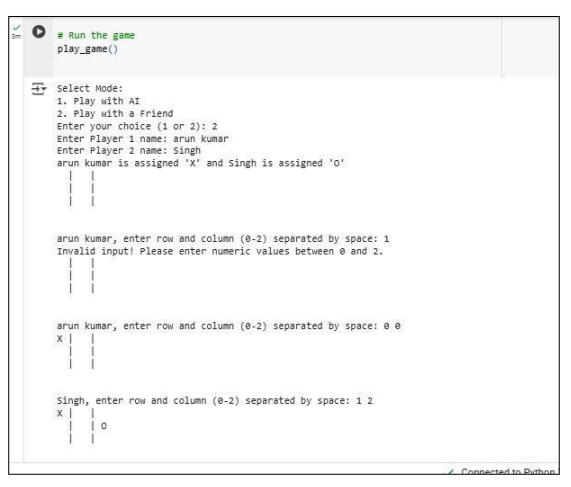 3m
# Run the game
play_game()
Select Mode:
1. Play with AI
2. Play with a Friend
Enter your choice (1 or 2): 2
Enter Player 1 name: arun kumar
Enter Player 2 name: Singh
arun kumar is assigned 'X' and Singh is assigned 'O'
  |   |
  |   |
  |   |
arun kumar, enter row and column (0-2) separated by space: 1
Invalid input! Please enter numeric values between 0 and 2.
  |   |
  |   |
  |   |
arun kumar, enter row and column (0-2) separated by space: 0 0
X |   |
  |   |
  |   |
Singh, enter row and column (0-2) separated by space: 1 2
X |   |
  |   | O
  |   |
Connected to Python